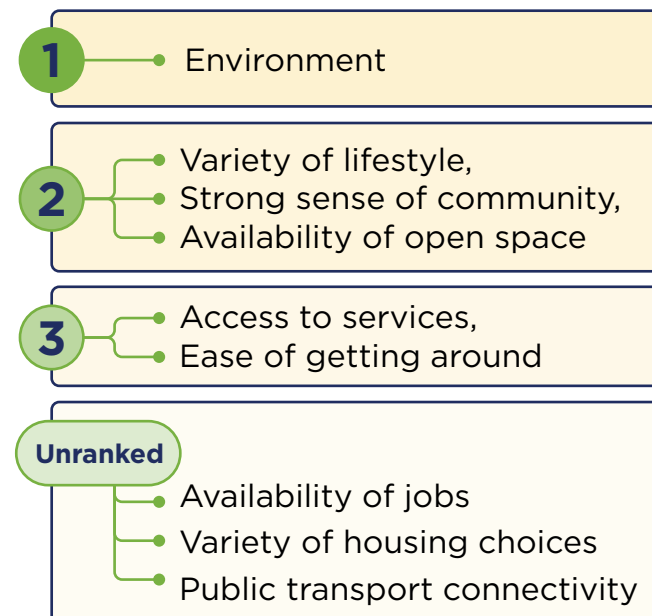 1
Environment
2
Variety of lifestyle,
Strong sense of community,
Availability of open space
3
Access to services,
Ease of getting around
Unranked
Availability of jobs
Variety of housing choices
Public transport connectivity